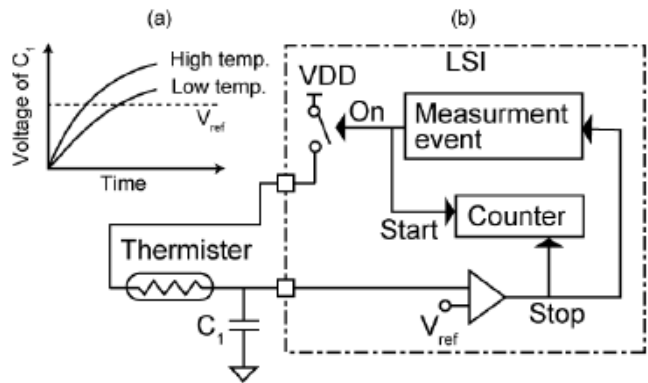 (a)
(b)
Voltage of C1
High temp.
Low temp.
Vref
Time
LSI
VDD
On
Measurment
event
Counter
Start
Thermister
C1
Vref
Stop